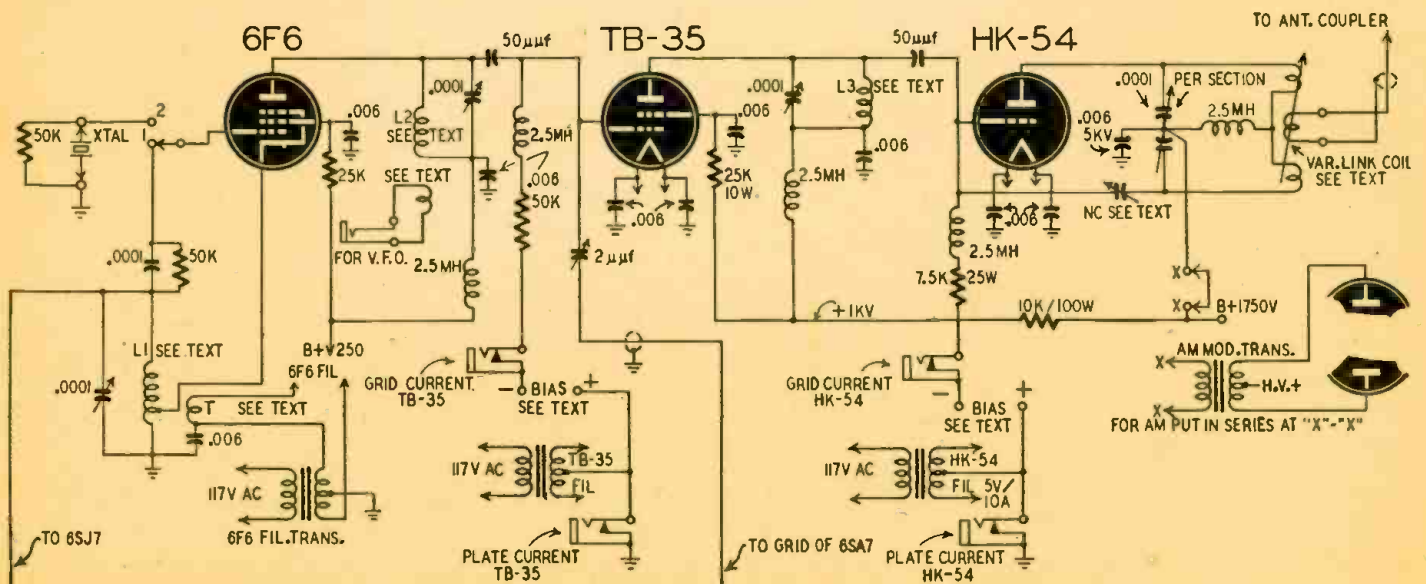 6F6
TB-35
HK-54
TO ANT. COUPLER
50μμf
50μμf
.0001
.0001
.0001
PER SECTION
2
1
50K
XTAL
.006
L2
SEE TEXT
25K
SEE TEXT
FOR V.F.O.
2.5MH
2.5MH
.006
50K
2μμf
.006
.006
25K
10W
2.5MH
L3
SEE TEXT
.006
.006
5KV
2.5MH
VAR. LINK COIL
SEE TEXT
NC SEE TEXT
.006
2.5MH
7.5K
25W
.0001
50K
L1 SEE TEXT
.0001
B+V250
6F6 FIL
T
SEE TEXT
.006
117V AC
6F6 FIL.TRANS.
TO 6SJ7
GRID CURRENT
TB-35
- BIAS +
SEE TEXT
117V AC
TB-35
FIL
PLATE CURRENT
TB-35
+1KV
10K/100W
X
X
B+1750V
GRID CURRENT
HK-54
- BIAS +
SEE TEXT
117V AC
HK-54
FIL
5V/
10A
PLATE CURRENT
HK-54
TO GRID OF 6SA7
AM MOD.TRANS.
X
H.V.+
X
FOR AM PUT IN SERIES AT "X"-"X"